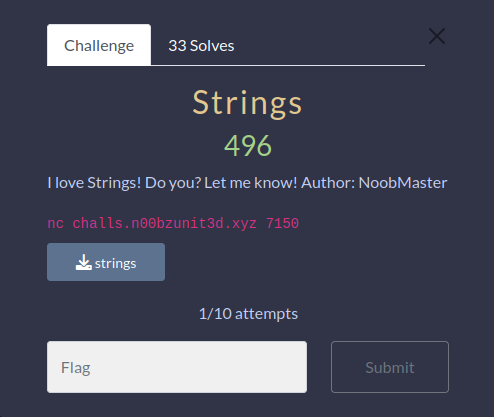 Challenge 33 Solves
Strings
496
I love Strings! Do you? Let me know! Author: NoobMaster
nc challs.n00bzunit3d.xyz 7150
strings
1/10 attempts
Flag Submit